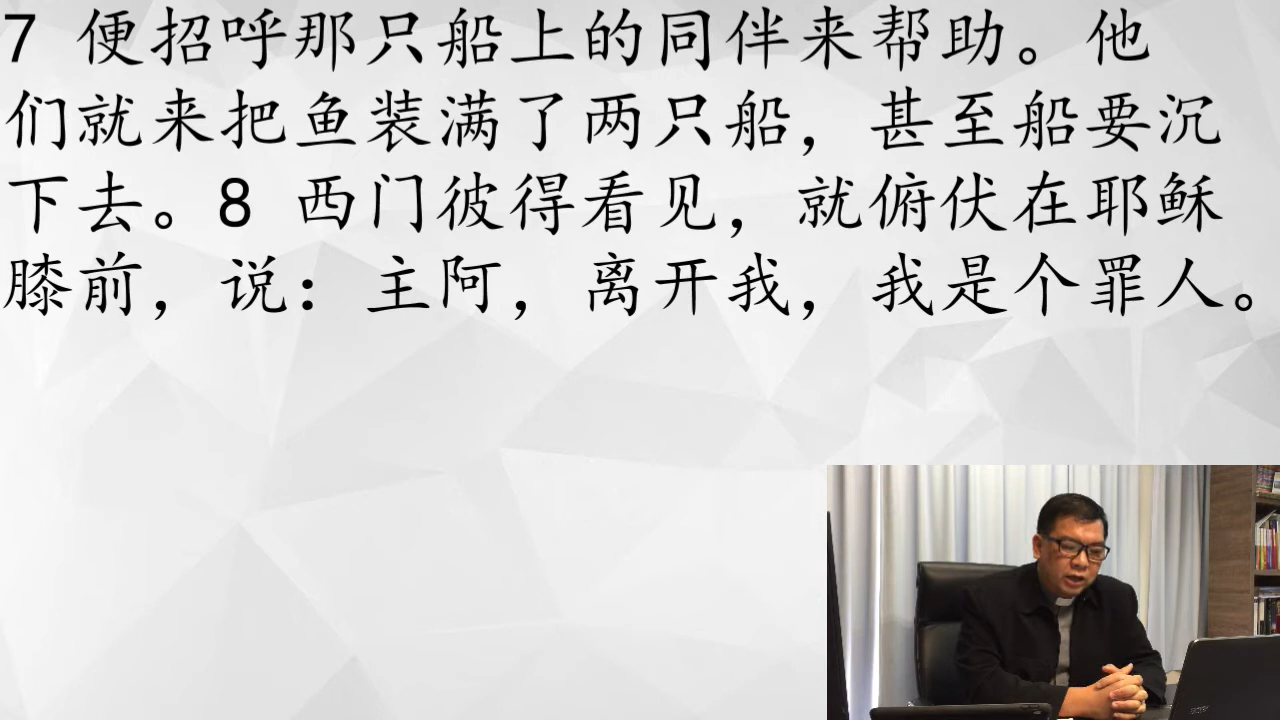 7 便招呼那只船上的同伴来帮助。他
们就来把鱼装满了两只船，甚至船要沉
下去。8 西门彼得看见，就俯伏在耶稣
膝前，说：主阿，离开我，我是个罪人。